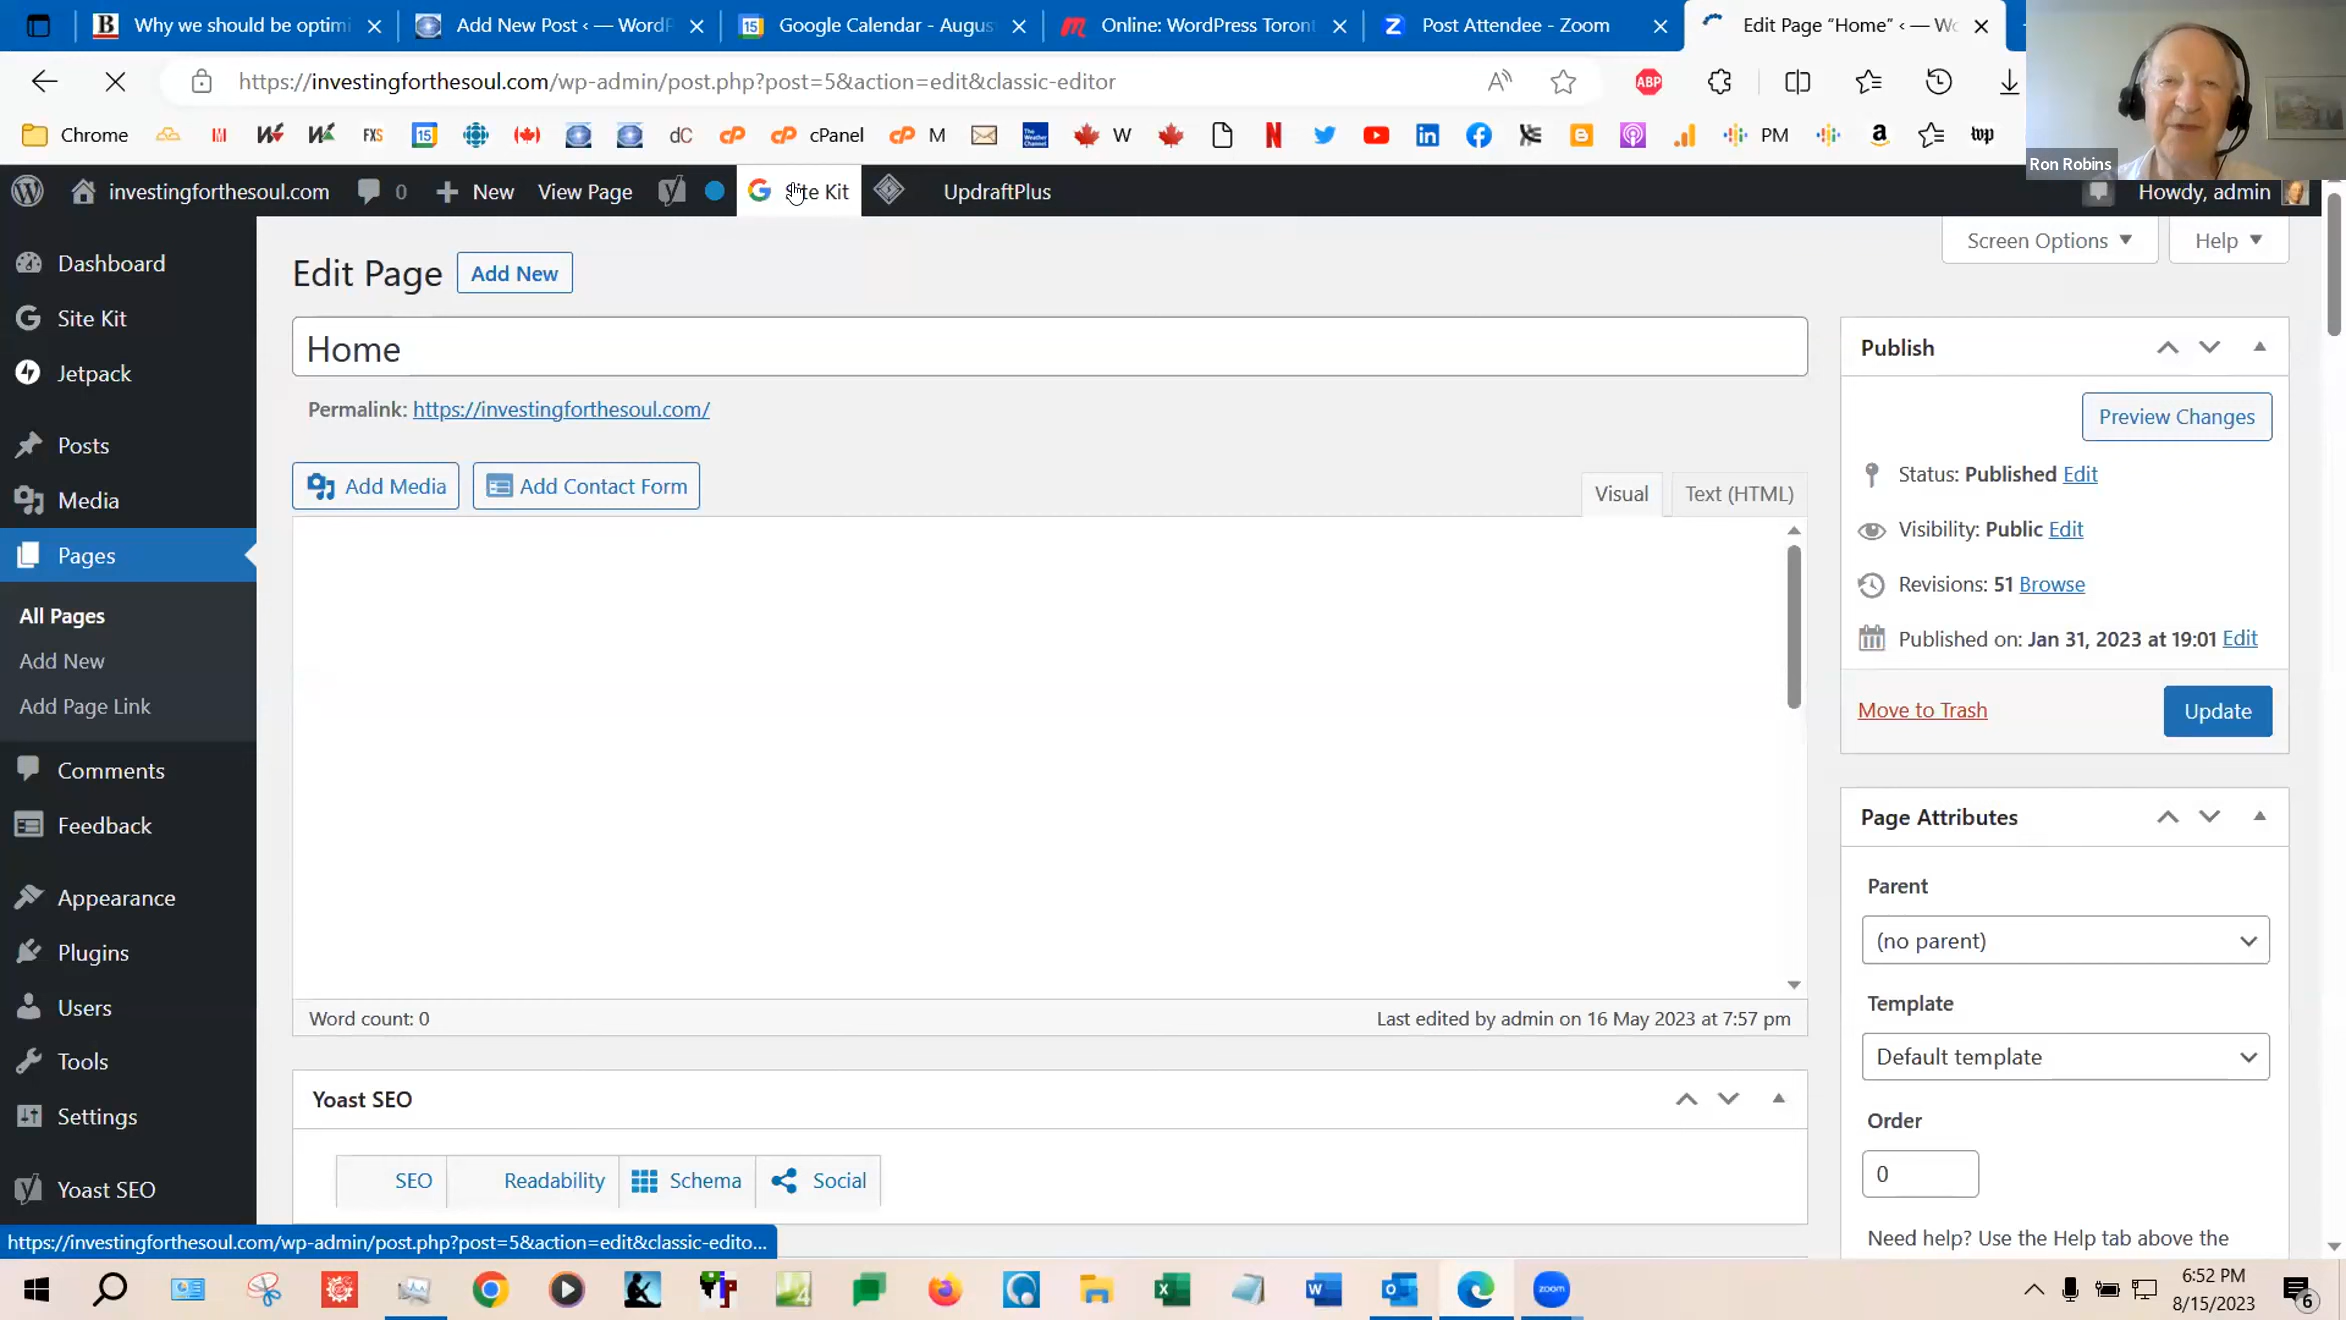 Why we should be optimi
Add New Post ‹ — WordP
Google Calendar - Augus
Online: WordPress Toront
Post Attendee - Zoom
Edit Page “Home” ‹ — Wo
https://investingforthesoul.com/wp-admin/post.php?post=5&action=edit&classic-editor
ABP
Chrome
FXS
15
dC
cPanel
M
W
PM
Ron Robins
investingforthesoul.com
0
New
View Page
Site Kit
UpdraftPlus
Howdy, admin
Screen Options
Help
Dashboard
Site Kit
Jetpack
Posts
Media
Pages
All Pages
Add New
Add Page Link
Comments
Feedback
Appearance
Plugins
Users
Tools
Settings
Yoast SEO
Edit Page
Add New
Home
Permalink: https://investingforthesoul.com/
Add Media
Add Contact Form
Visual
Text (HTML)
Word count: 0
Last edited by admin on 16 May 2023 at 7:57 pm
Yoast SEO
SEO
Readability
Schema
Social
Publish
Preview Changes
Status: Published Edit
Visibility: Public Edit
Revisions: 51 Browse
Published on: Jan 31, 2023 at 19:01 Edit
Move to Trash
Update
Page Attributes
Parent
(no parent)
Template
Default template
Order
0
Need help? Use the Help tab above the
https://investingforthesoul.com/wp-admin/post.php?post=5&action=edit&classic-edito...
zoom
6:52 PM
8/15/2023
6